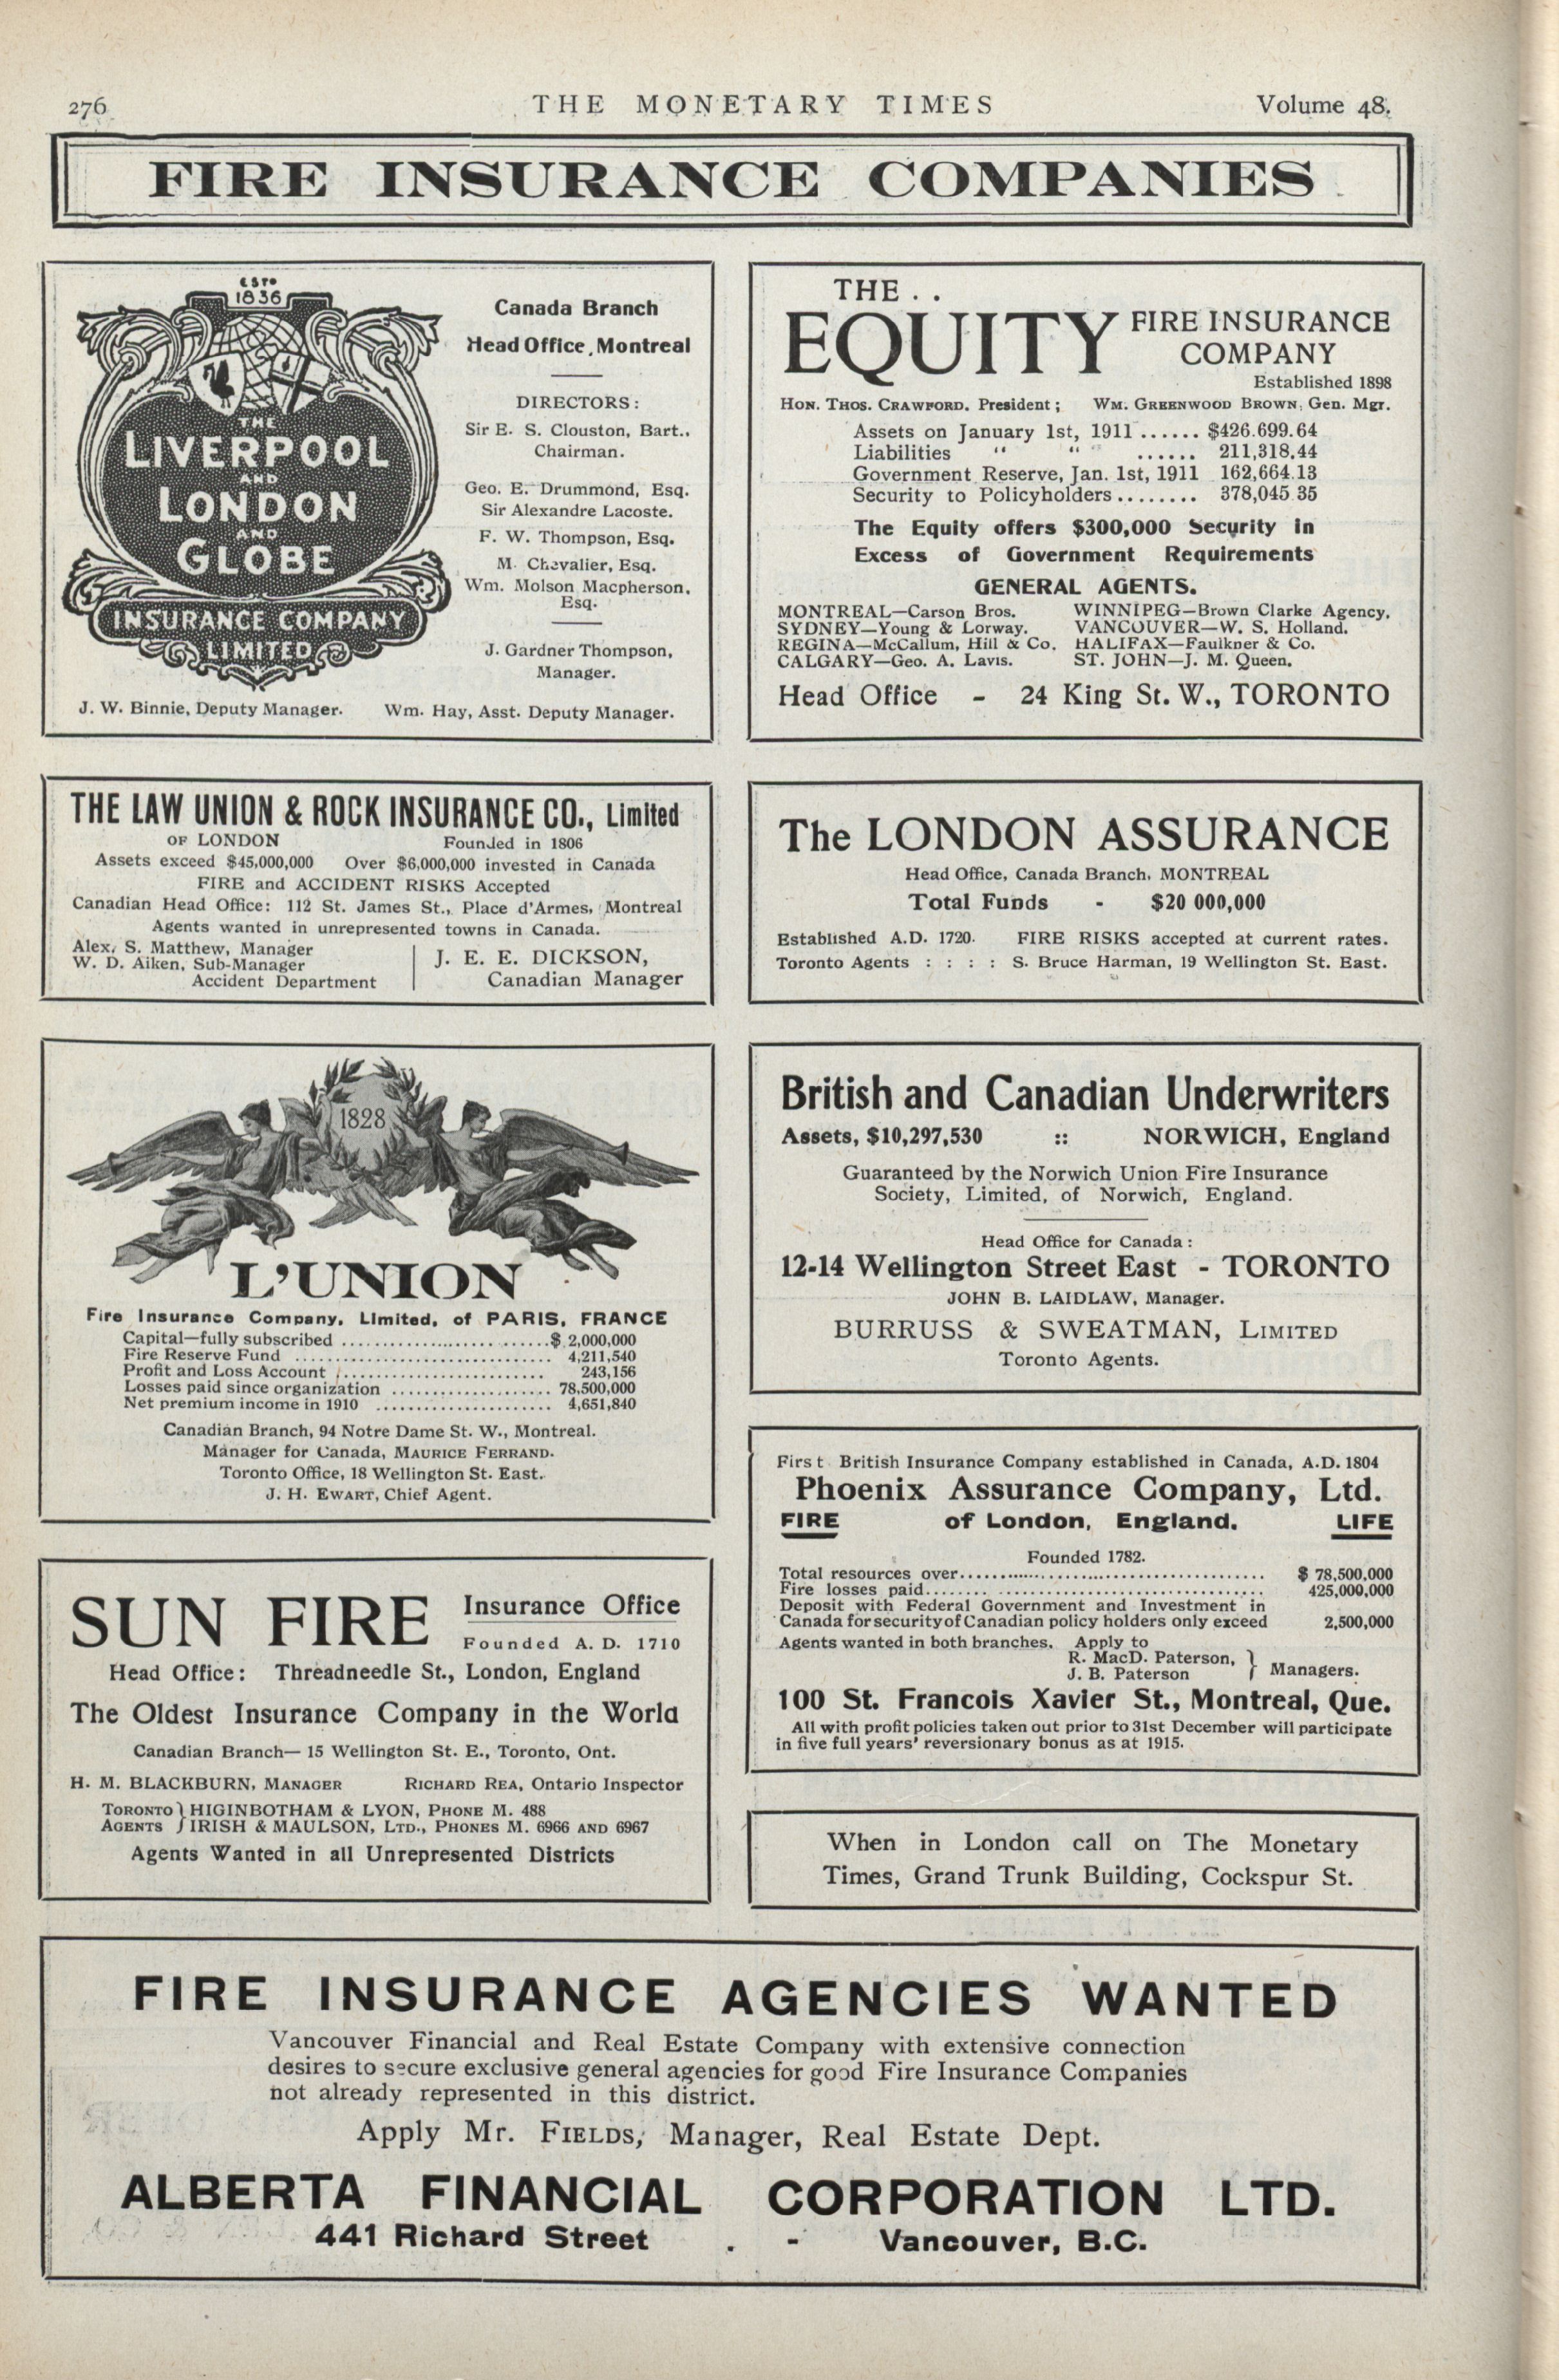 276
THE MONETARY TIMES
Volume 48.
FIRE INSURANCE COMPANIES
ESTD
1836
THE
LIVERPOOL
AND
LONDON
AND
GLOBE
INSURANCE COMPANY
LIMITED
Canada Branch
Head Office, Montreal
DIRECTORS:
Sir E. S. Clouston, Bart.,
Chairman.
Geo. E. Drummond, Esq.
Sir Alexandre Lacoste.
F. W. Thompson, Esq.
M. Chevalier, Esq.
Wm. Molson Macpherson,
Esq.
J. Gardner Thompson,
Manager.
J. W. Binnie, Deputy Manager. Wm. Hay, Asst. Deputy Manager.
THE..
EQUITY FIRE INSURANCE
COMPANY
Established 1898
HON. THOS. CRAWFORD. President; WM. GREENWOOD BROWN, Gen. Mgr.
Assets on January 1st, 1911 ...... $426.699.64
Liabilities " " ...... 211,318.44
Government Reserve, Jan. 1st, 1911 162,664.13
Security to Policyholders ........ 378,045.35
The Equity offers $300,000 Security in
Excess of Government Requirements
GENERAL AGENTS.
MONTREAL—Carson Bros. WINNIPEG—Brown Clarke Agency.
SYDNEY—Young & Lorway. VANCOUVER—W. S. Holland.
REGINA—McCallum, Hill & Co. HALIFAX—Faulkner & Co.
CALGARY—Geo. A. Lavis. ST. JOHN—J. M. Queen.
Head Office - 24 King St. W., TORONTO
THE LAW UNION & ROCK INSURANCE CO., Limited
OF LONDON Founded in 1806
Assets exceed $45,000,000 Over $6,000,000 invested in Canada
FIRE and ACCIDENT RISKS Accepted
Canadian Head Office: 112 St. James St., Place d'Armes, Montreal
Agents wanted in unrepresented towns in Canada.
Alex. S. Matthew, Manager
W. D. Aiken, Sub-Manager
Accident Department
J. E. E. DICKSON,
Canadian Manager
The LONDON ASSURANCE
Head Office, Canada Branch, MONTREAL
Total Funds - $20 000,000
Established A.D. 1720. FIRE RISKS accepted at current rates.
Toronto Agents : : : : S. Bruce Harman, 19 Wellington St. East.
1828
L'UNION
Fire Insurance Company, Limited, of PARIS, FRANCE
Capital—fully subscribed ........................ $ 2,000,000
Fire Reserve Fund ........................ 4,211,540
Profit and Loss Account ........................ 243,156
Losses paid since organization ...................... 78,500,000
Net premium income in 1910 ...................... 4,651,840
Canadian Branch, 94 Notre Dame St. W., Montreal.
Manager for Canada, MAURICE FERRAND.
Toronto Office, 18 Wellington St. East.
J. H. EWART, Chief Agent.
British and Canadian Underwriters
Assets, $10,297,530 :: NORWICH, England
Guaranteed by the Norwich Union Fire Insurance
Society, Limited, of Norwich, England.
Head Office for Canada:
12-14 Wellington Street East - TORONTO
JOHN B. LAIDLAW, Manager.
BURRUSS & SWEATMAN, LIMITED
Toronto Agents.
First British Insurance Company established in Canada, A.D. 1804
Phoenix Assurance Company, Ltd.
FIRE of London, England. LIFE
Founded 1782.
Total resources over........................ $ 78,500,000
Fire losses paid........................ 425,000,000
Deposit with Federal Government and Investment in
Canada for security of Canadian policy holders only exceed 2,500,000
Agents wanted in both branches. Apply to
R. MacD. Paterson, } Managers.
J. B. Paterson
100 St. Francois Xavier St., Montreal, Que.
All with profit policies taken out prior to 31st December will participate
in five full years' reversionary bonus as at 1915.
SUN FIRE Insurance Office
Founded A. D. 1710
Head Office: Threadneedle St., London, England
The Oldest Insurance Company in the World
Canadian Branch— 15 Wellington St. E., Toronto, Ont.
H. M. BLACKBURN, MANAGER RICHARD REA, Ontario Inspector
TORONTO } HIGINBOTHAM & LYON, PHONE M. 488
AGENTS } IRISH & MAULSON, LTD., PHONES M. 6966 AND 6967
Agents Wanted in all Unrepresented Districts
When in London call on The Monetary
Times, Grand Trunk Building, Cockspur St.
FIRE INSURANCE AGENCIES WANTED
Vancouver Financial and Real Estate Company with extensive connection
desires to secure exclusive general agencies for good Fire Insurance Companies
not already represented in this district.
Apply Mr. FIELDS, Manager, Real Estate Dept.
ALBERTA FINANCIAL CORPORATION LTD.
441 Richard Street . - Vancouver, B.C.